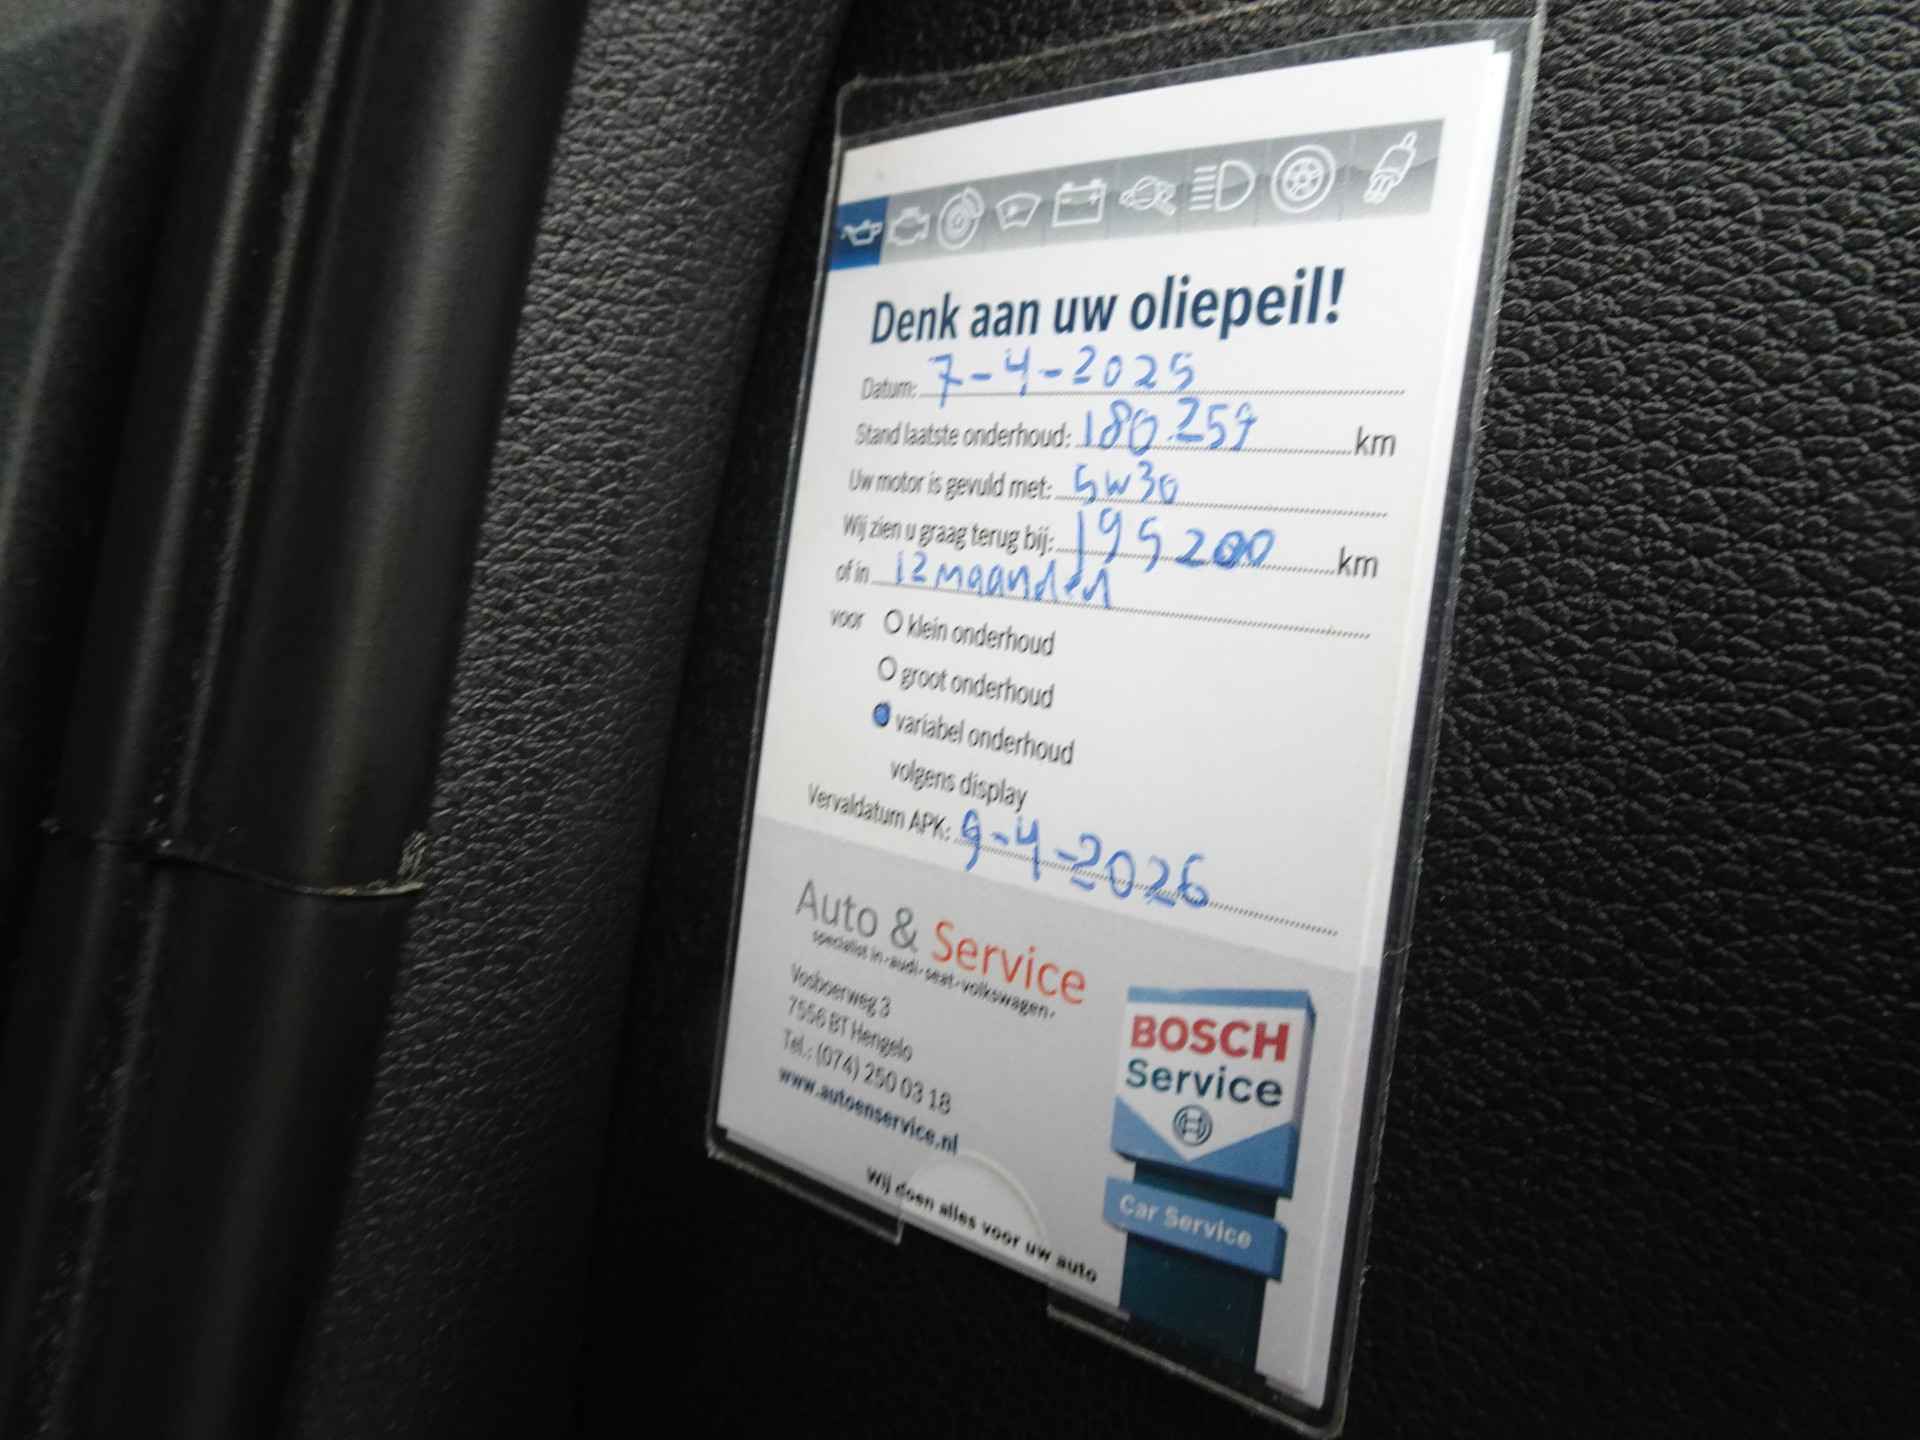 Denk aan uw oliepeil!
Datum: 7-4-2025
Stand laatste onderhoud: 180.257 km
Uw motor is gevuld met: 5w30
Wij zien u graag terug bij: 195200 km
of in 12 maanden
voor O klein onderhoud
O groot onderhoud
variabel onderhoud
volgens display
Vervaldatum APK: 9-4-2026
Auto & Service
specialist in·audi·seat·volkswagen·
Vosboerweg 3
7556 BT Hengelo
Tel.: (074) 250 03 18
www.autoenservice.nl
Wij doen alles voor uw auto
BOSCH
Service
Car Service